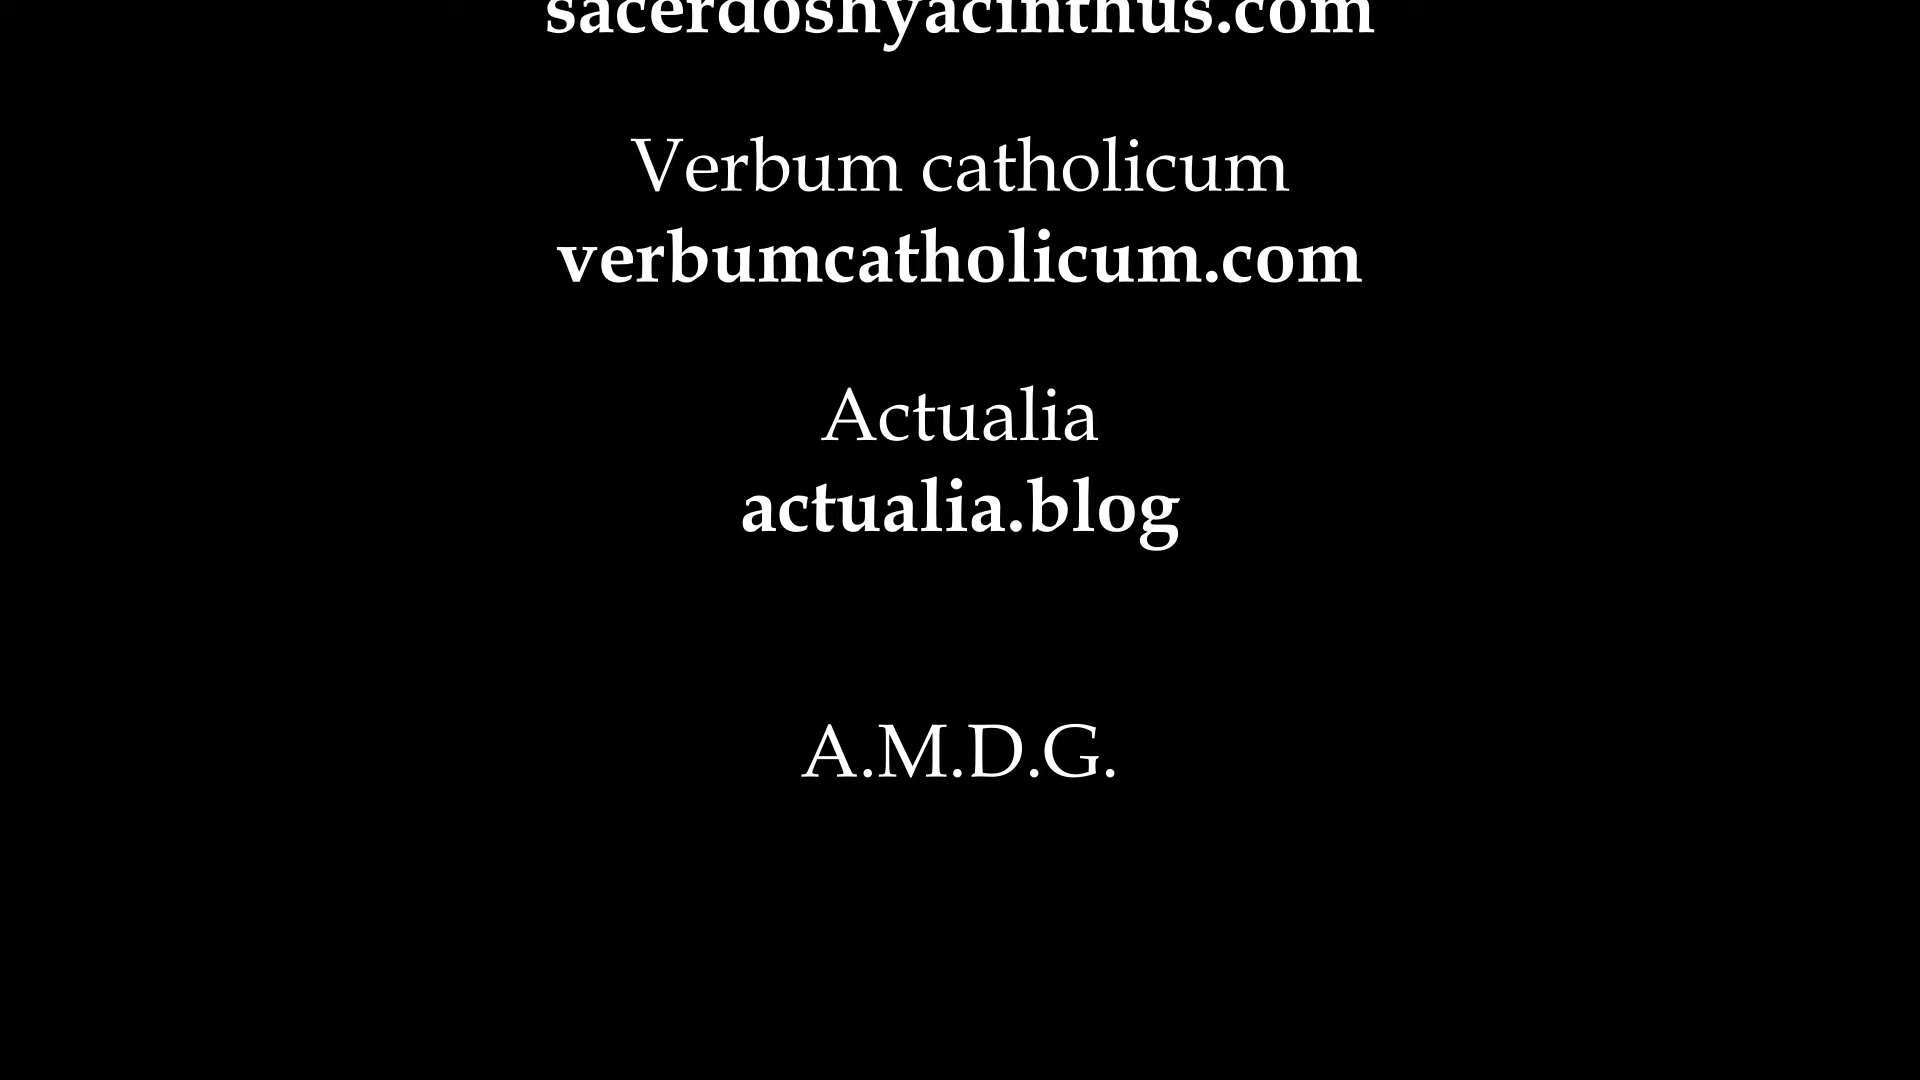 sacerdoshyacinthus.com
Verbum catholicum
verbumcatholicum.com
Actualia
actualia.blog
A.M.D.G.